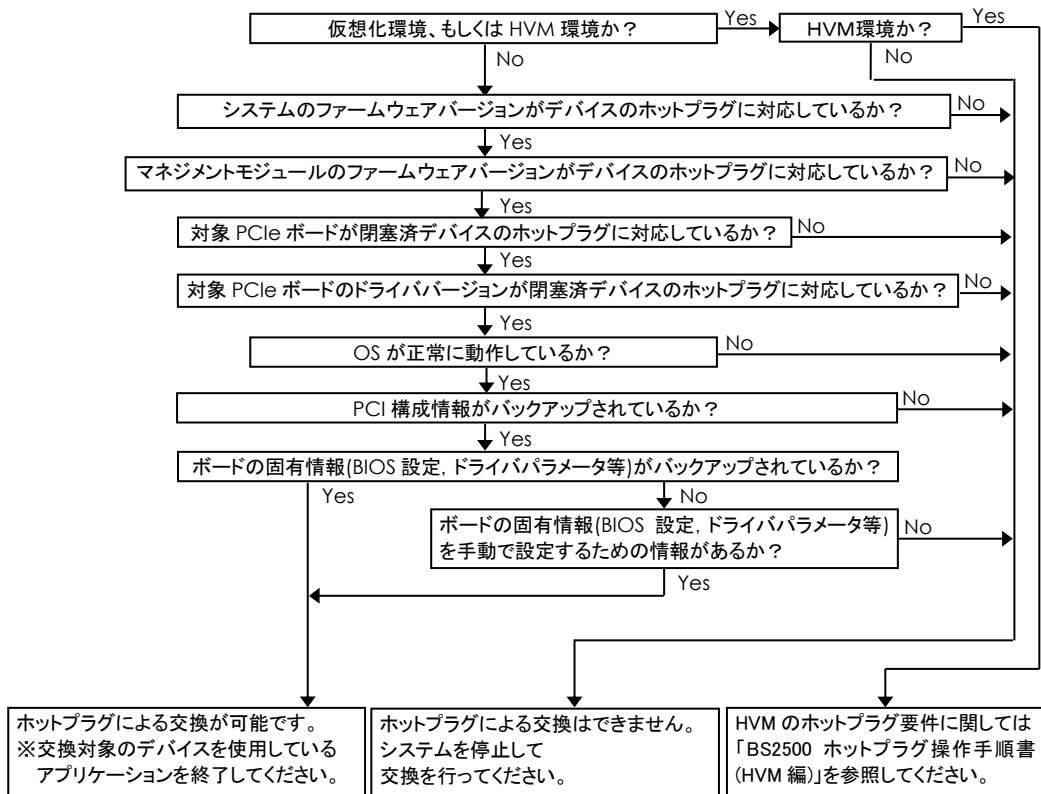 仮想化環境、もしくは HVM 環境か？
Yes
HVM環境か？
Yes
No
No
システムのファームウェアバージョンがデバイスのホットプラグに対応しているか？
No
Yes
マネジメントモジュールのファームウェアバージョンがデバイスのホットプラグに対応しているか？
No
Yes
対象 PCIe ボードが閉塞済デバイスのホットプラグに対応しているか？
No
Yes
対象 PCIe ボードのドライババージョンが閉塞済デバイスのホットプラグに対応しているか？
No
Yes
OS が正常に動作しているか？
No
Yes
PCI 構成情報がバックアップされているか？
No
Yes
ボードの固有情報(BIOS 設定, ドライバパラメータ等)がバックアップされているか？
Yes
No
ボードの固有情報(BIOS 設定, ドライバパラメータ等)
を手動で設定するための情報があるか？
No
Yes
ホットプラグによる交換が可能です。
※交換対象のデバイスを使用している
アプリケーションを終了してください。
ホットプラグによる交換はできません。
システムを停止して
交換を行ってください。
HVM のホットプラグ要件に関しては
「BS2500 ホットプラグ操作手順書
(HVM 編)」を参照してください。